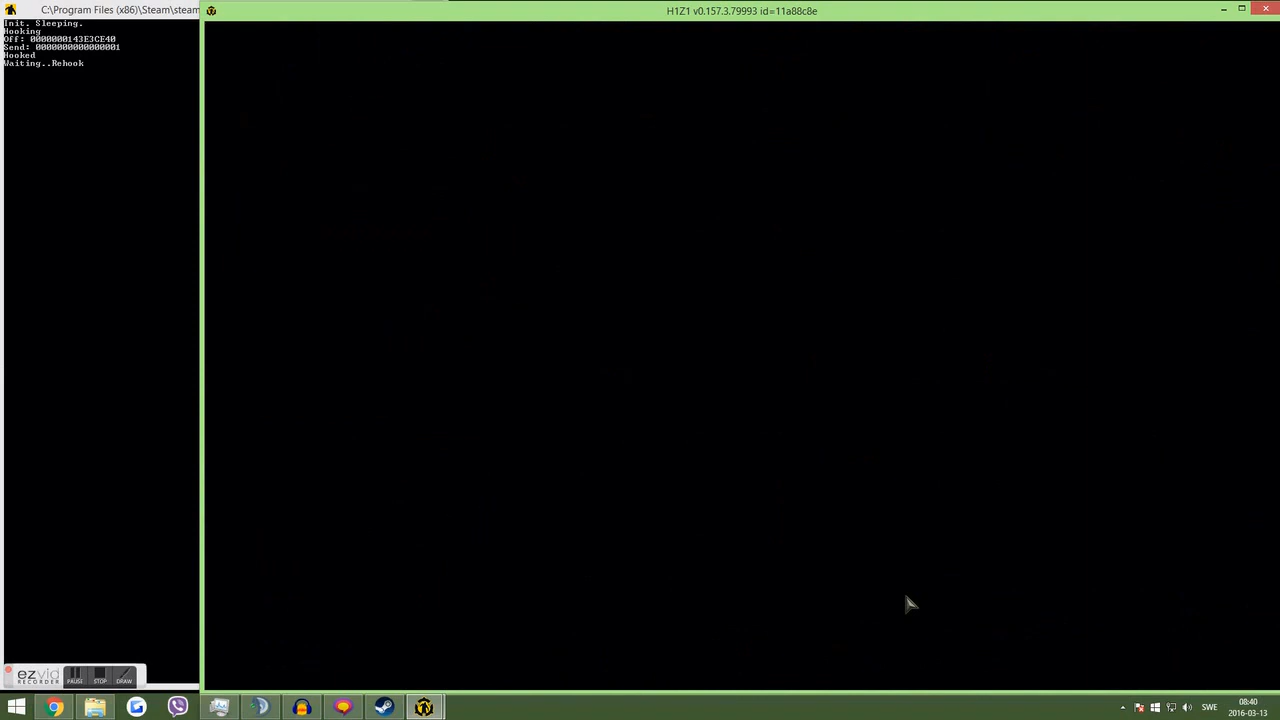 C:\Program Files (x86)\Steam\steam
Init. Sleeping.
Hooking
Off: 0000000143E3CE40
Send: 0000000000000001
Hooked
Waiting..Rehook
H1Z1 v0.157.3.79993 id=11a88c8e
ezvid
RECORDER
PAUSE
STOP
DRAW
SWE
08:40
2016-03-13